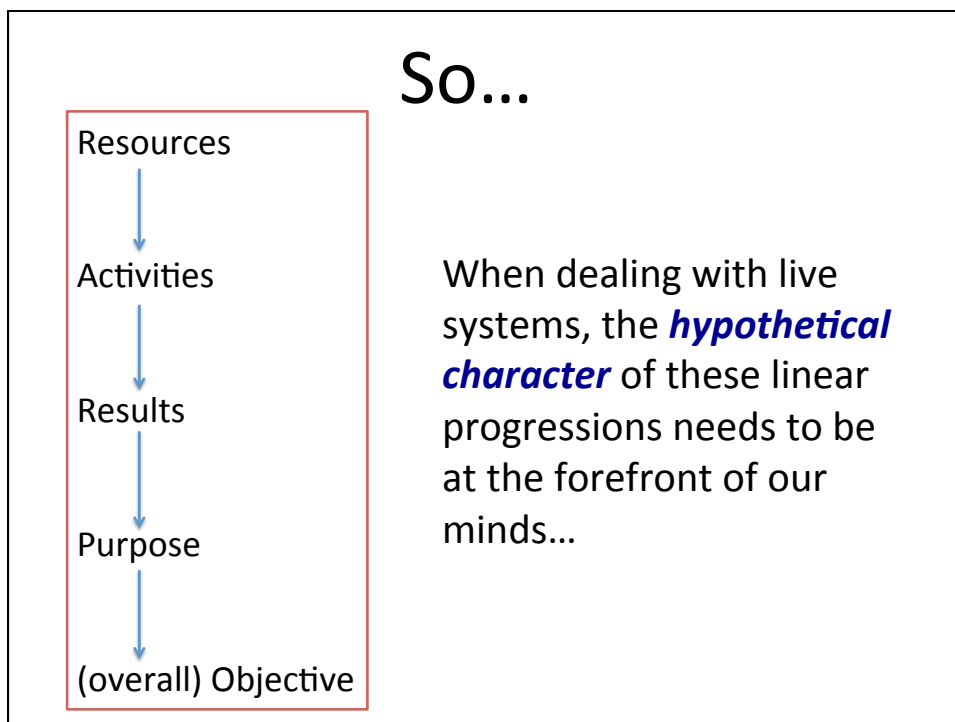 So…
Resources
Activities
Results
Purpose
(overall) Objective
When dealing with live
systems, the hypothetical
character of these linear
progressions needs to be
at the forefront of our
minds…